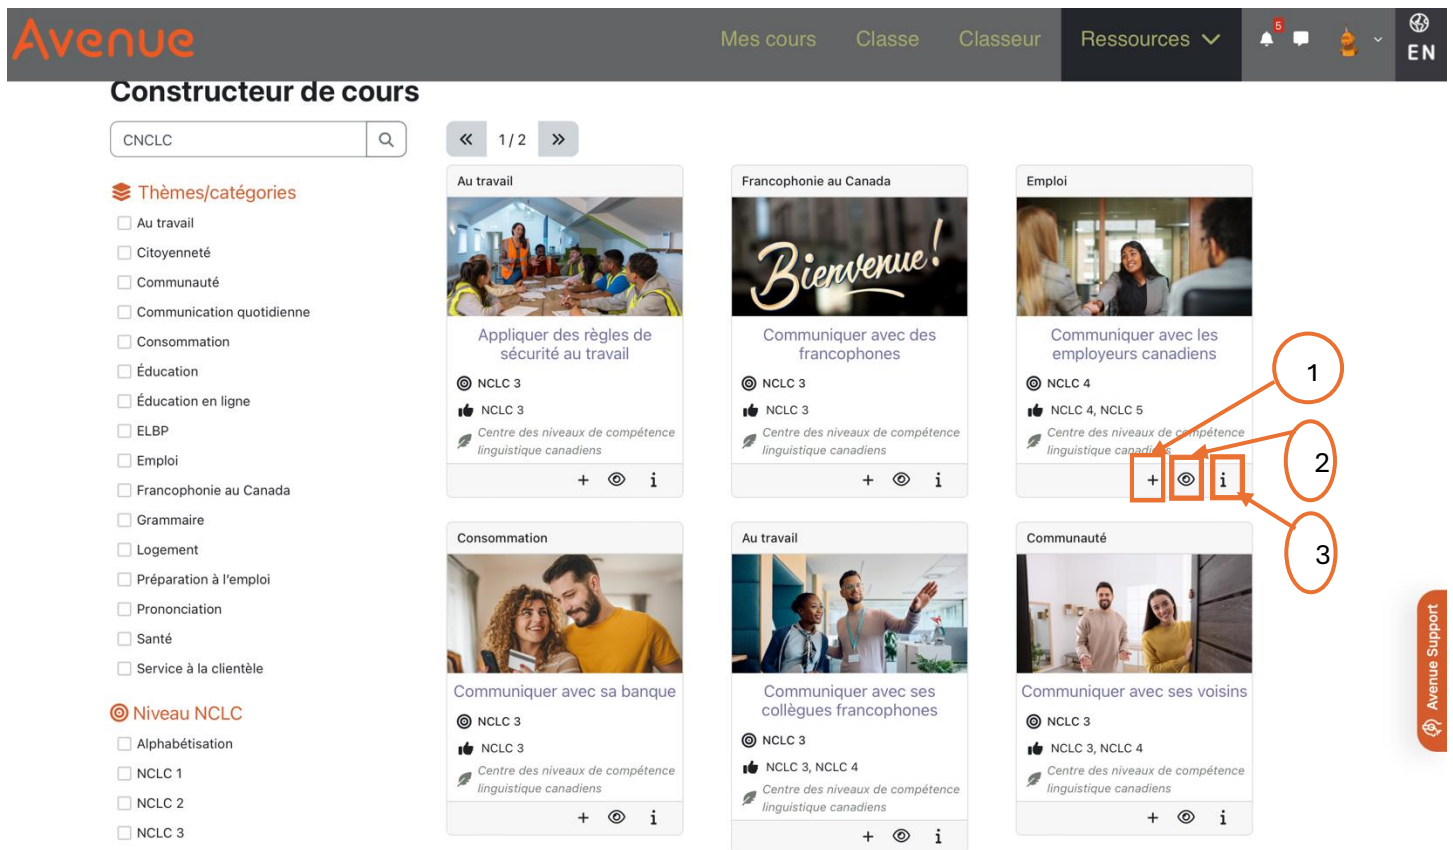 Avenue
Mes cours
Classe
Classeur
Ressources
5
EN
Constructeur de cours
CNCLC
1 / 2
Thèmes/catégories
Au travail
Citoyenneté
Communauté
Communication quotidienne
Consommation
Éducation
Éducation en ligne
ELBP
Emploi
Francophonie au Canada
Grammaire
Logement
Préparation à l'emploi
Prononciation
Santé
Service à la clientèle
Niveau NCLC
Alphabétisation
NCLC 1
NCLC 2
NCLC 3
Au travail
Appliquer des règles de
sécurité au travail
NCLC 3
NCLC 3
Centre des niveaux de compétence
linguistique canadiens
+ i
Francophonie au Canada
Bienvenue!
Communiquer avec des
francophones
NCLC 3
NCLC 3
Centre des niveaux de compétence
linguistique canadiens
+ i
Emploi
Communiquer avec les
employeurs canadiens
NCLC 4
NCLC 4, NCLC 5
Centre des niveaux de compétence
linguistique canadiens
+ i
1
2
3
Consommation
Communiquer avec sa banque
NCLC 3
NCLC 3
Centre des niveaux de compétence
linguistique canadiens
+ i
Au travail
Communiquer avec ses
collègues francophones
NCLC 3
NCLC 3, NCLC 4
Centre des niveaux de compétence
linguistique canadiens
+ i
Communauté
Communiquer avec ses voisins
NCLC 3
NCLC 3, NCLC 4
Centre des niveaux de compétence
linguistique canadiens
+ i
Avenue Support